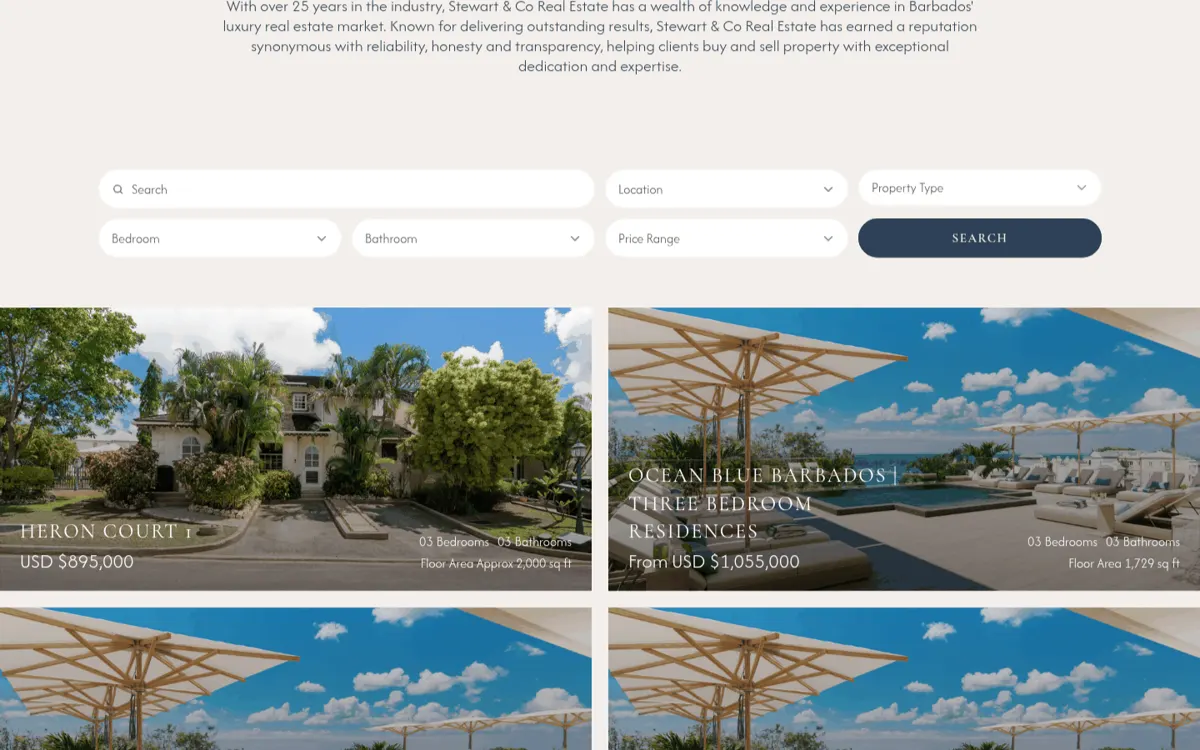 With over 25 years in the industry, Stewart & Co Real Estate has a wealth of knowledge and experience in Barbados'
luxury real estate market. Known for delivering outstanding results, Stewart & Co Real Estate has earned a reputation
synonymous with reliability, honesty and transparency, helping clients buy and sell property with exceptional
dedication and expertise.
Search
Location
Property Type
Bedroom
Bathroom
Price Range
SEARCH
HERON COURT 1
USD $895,000
03 Bedrooms 03 Bathrooms
Floor Area Approx 2,000 sq ft
OCEAN BLUE BARBADOS |
THREE BEDROOM
RESIDENCES
From USD $1,055,000
03 Bedrooms 03 Bathrooms
Floor Area 1,729 sq ft